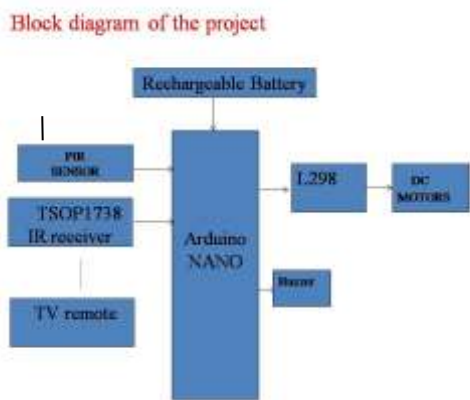 Block diagram of the project
Rechargeable Battery
PIR
SENSOR
TSOP1738
IR receiver
TV remote
Arduino
NANO
L298
DC
MOTORS
Buzzer